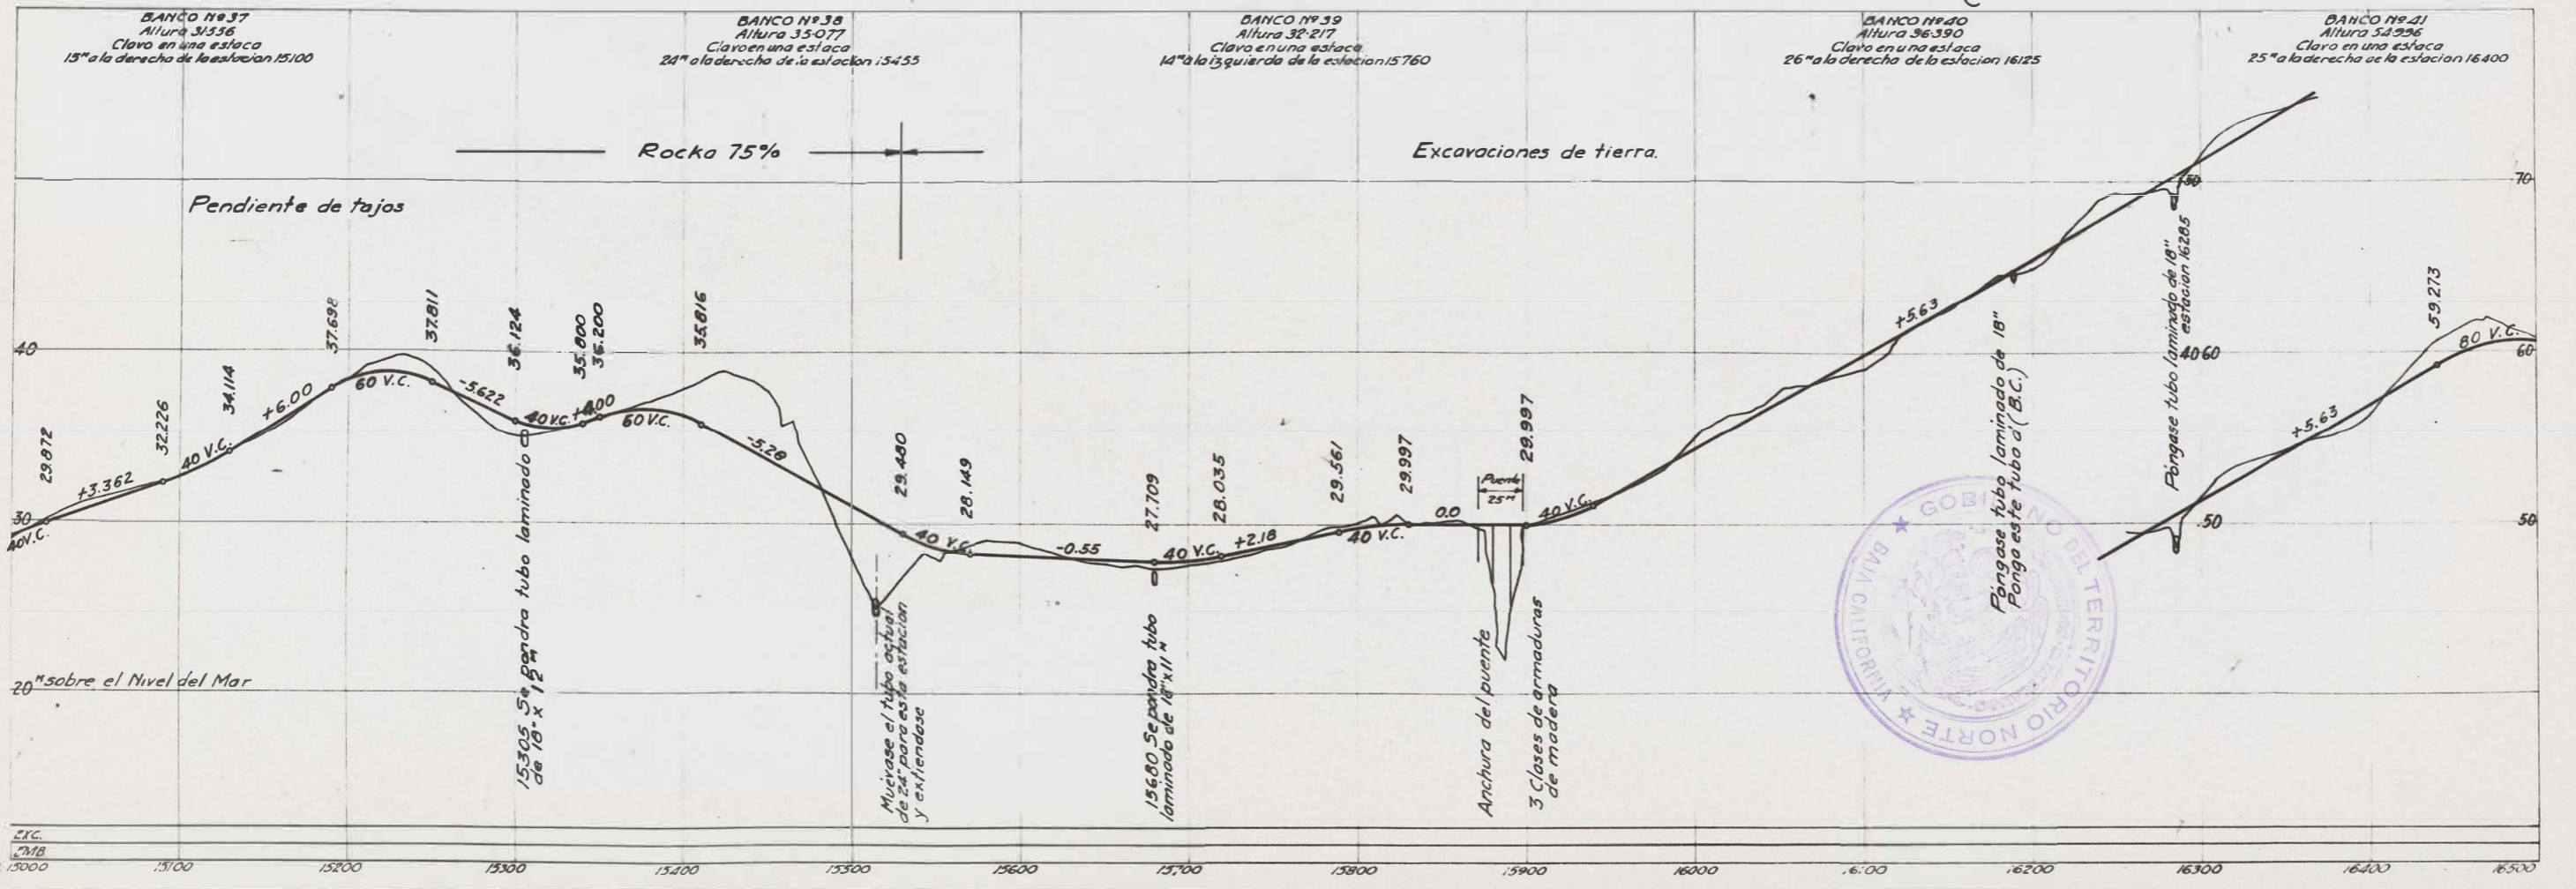 BANCO Nº 37
Altura 31556
Clavo en una estaca
15ᵐ a la derecha de la estacion 15100
BANCO Nº 38
Altura 35·077
Clavo en una estaca
24ᵐ a la derecha de la estacion 15455
BANCO Nº 39
Altura 32·217
Clavo en una estaca
14ᵐ a la izquierda de la estacion 15760
BANCO Nº 40
Altura 36·390
Clavo en una estaca
26ᵐ a la derecha de la estacion 16125
BANCO Nº 41
Altura 54·996
Clavo en una estaca
25ᵐ a la derecha de la estacion 16400
Rocka 75%
Excavaciones de tierra.
Pendiente de tajos
70
50
40
30
20ᵐ sobre el Nivel del Mar
40 60
60
50
50
29.872
32.226
34.114
37.698
37.811
36.124
35.800
36.200
35.816
29.480
28.149
27.709
28.035
29.561
29.997
29.997
59.273
40 V.C.
+3.362
40 V.C.
+6.00
60 V.C.
-5.622
40 V.C.
60 V.C.
-5.28
40 V.C.
-0.55
40 V.C.
+2.18
40 V.C.
0.0
Puente
25ᴹ
40 V.C.
+5.63
+5.63
80 V.C.
15305 Se pondra tubo laminado
de 18" x 12ᴹ
Muevase el tubo actual
de 24" para esta estacion
y extiendase
15680 Se pondra tubo
laminado de 18" x 11ᴹ
Anchura del puente
3 Clases de armaduras
de madera
Póngase tubo laminado de 18"
Ponga este tubo á (B.C.)
Póngase tubo laminado de 18"
estacion 16285
GOBIERNO DEL TERRITORIO NORTE
BAJA CALIFORNIA
EXC.
EMB.
15000
15100
15200
15300
15400
15500
15600
15700
15800
15900
16000
16100
16200
16300
16400
16500